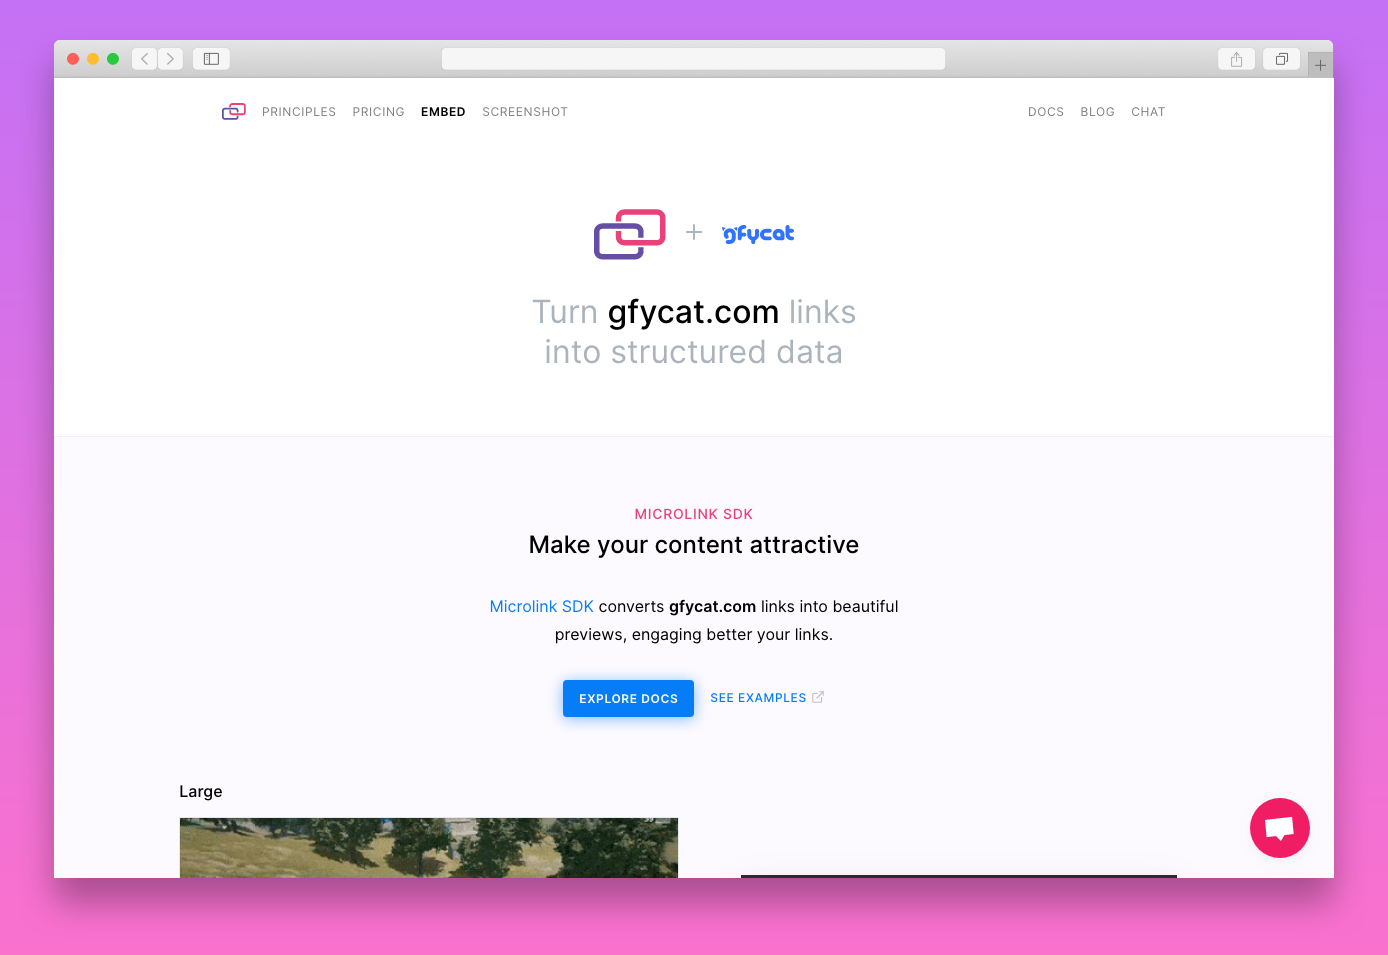 PRINCIPLES PRICING EMBED SCREENSHOT DOCS BLOG CHAT
+ gfycat
Turn gfycat.com links
into structured data
MICROLINK SDK
Make your content attractive
Microlink SDK converts gfycat.com links into beautiful
previews, engaging better your links.
EXPLORE DOCS SEE EXAMPLES
Large